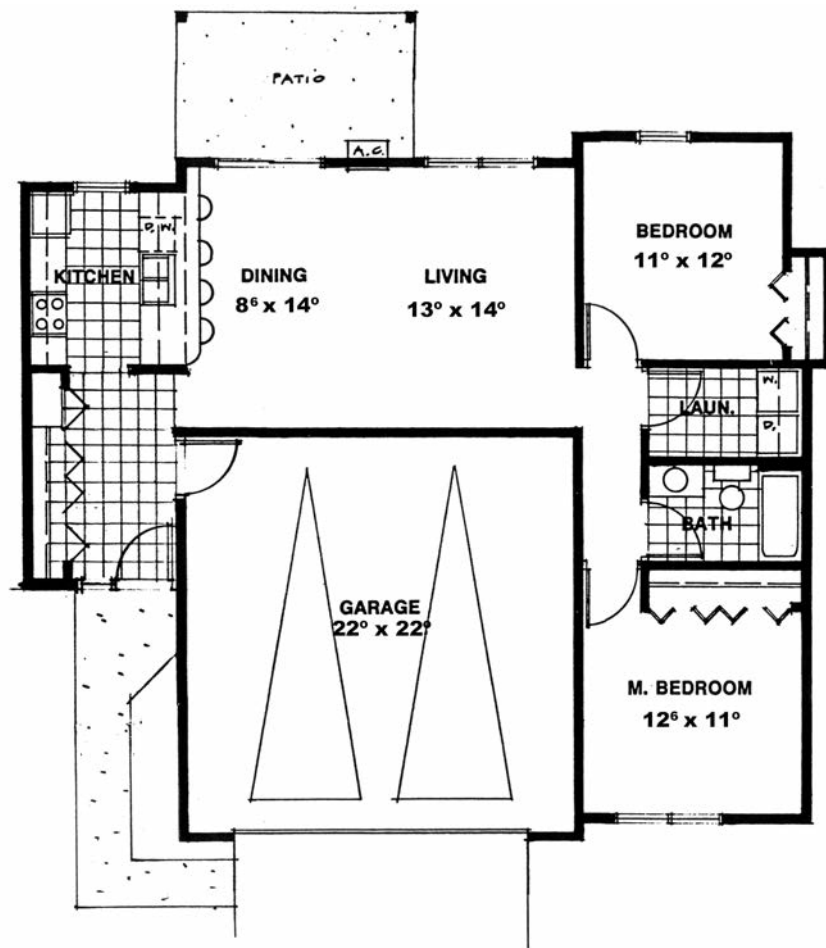 PATIO
A.C.
BEDROOM
11⁰ x 12⁰
D.W.
KITCHEN
DINING
8⁶ x 14⁰
LIVING
13⁰ x 14⁰
W.
LAUN.
D.
BATH
GARAGE
22⁰ x 22⁰
M. BEDROOM
12⁶ x 11⁰